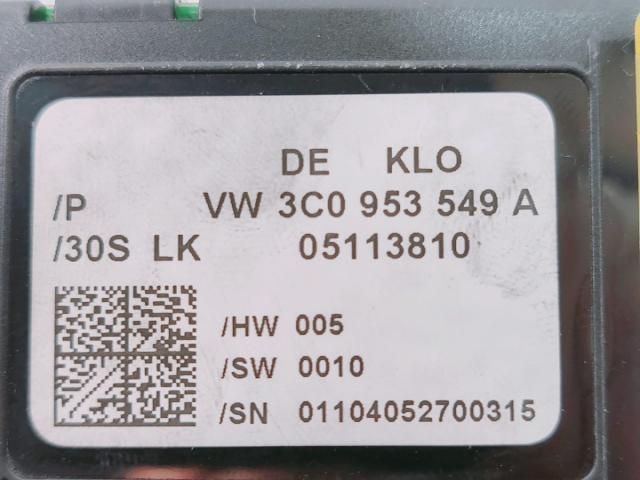 DE KLO
/P VW 3C0 953 549 A
/30S LK 05113810
/HW 005
/SW 0010
/SN 01104052700315